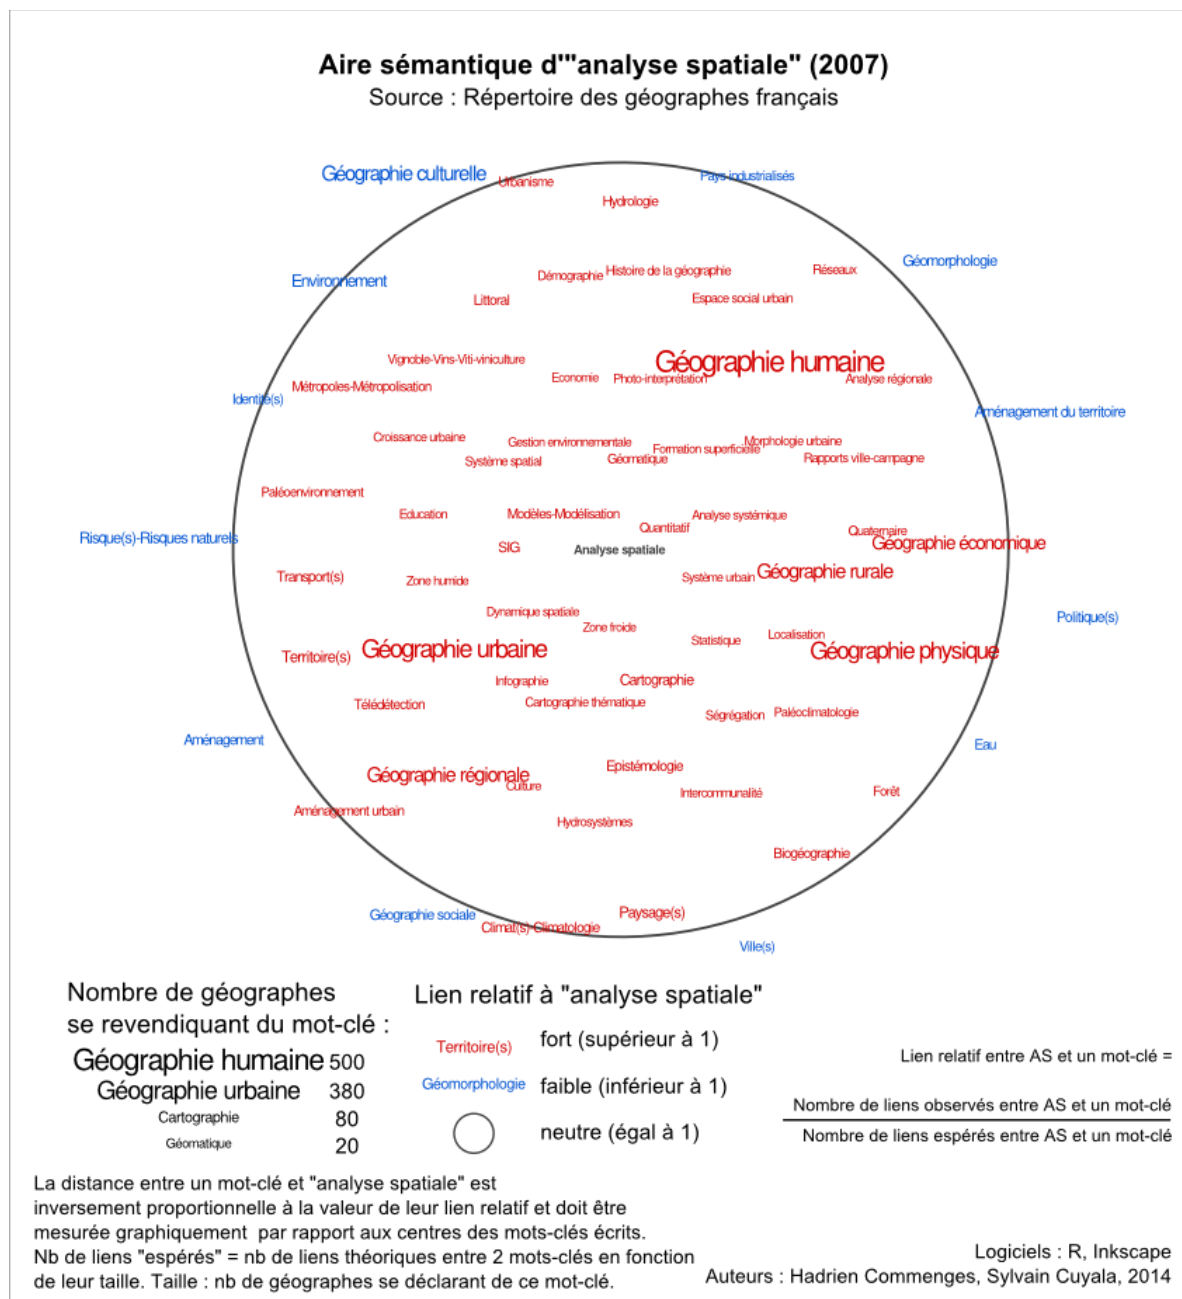 Aire sémantique d'"analyse spatiale" (2007)
Source : Répertoire des géographes français
Géographie culturelle
Urbanisme
Pays industrialisés
Hydrologie
Géomorphologie
Démographie
Histoire de la géographie
Réseaux
Environnement
Littoral
Espace social urbain
Vignoble-Vins-Viti-viniculture
Géographie humaine
Métropoles-Métropolisation
Economie
Photo-interprétation
Analyse régionale
Identité(s)
Aménagement du territoire
Croissance urbaine
Gestion environnementale
Formation superficielle
Morphologie urbaine
Système spatial
Géomatique
Rapports ville-campagne
Paléoenvironnement
Education
Modèles-Modélisation
Analyse systémique
Quantitatif
Quaternaire
Risque(s)-Risques naturels
SIG
Analyse spatiale
Géographie économique
Transport(s)
Zone humide
Système urbain
Géographie rurale
Dynamique spatiale
Politique(s)
Zone froide
Statistique
Localisation
Territoire(s)
Géographie urbaine
Géographie physique
Infographie
Cartographie
Télédétection
Cartographie thématique
Ségrégation
Paléoclimatologie
Aménagement
Eau
Géographie régionale
Culture
Epistémologie
Intercommunalité
Forêt
Aménagement urbain
Hydrosystèmes
Biogéographie
Géographie sociale
Climat(s)-Climatologie
Paysage(s)
Ville(s)
Nombre de géographes
se revendiquant du mot-clé :
Géographie humaine 500
Géographie urbaine 380
Cartographie 80
Géomatique 20
Lien relatif à "analyse spatiale"
Territoire(s) fort (supérieur à 1)
Géomorphologie faible (inférieur à 1)
neutre (égal à 1)
Lien relatif entre AS et un mot-clé =
Nombre de liens observés entre AS et un mot-clé
Nombre de liens espérés entre AS et un mot-clé
La distance entre un mot-clé et "analyse spatiale" est
inversement proportionnelle à la valeur de leur lien relatif et doit être
mesurée graphiquement par rapport aux centres des mots-clés écrits.
Nb de liens "espérés" = nb de liens théoriques entre 2 mots-clés en fonction
de leur taille. Taille : nb de géographes se déclarant de ce mot-clé.
Logiciels : R, Inkscape
Auteurs : Hadrien Commenges, Sylvain Cuyala, 2014